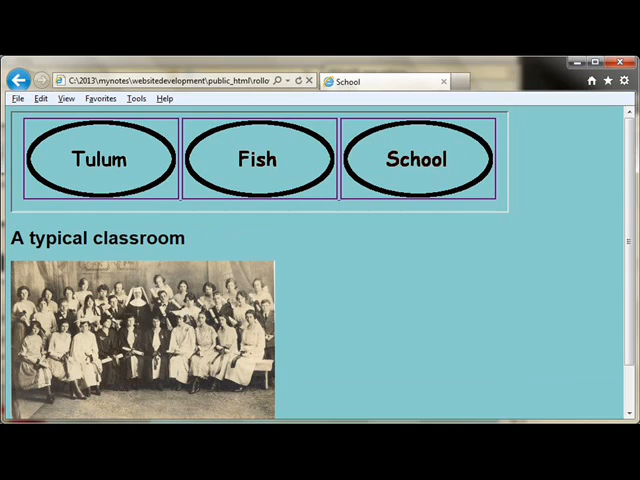 C:\2013\mynotes\websitedevelopment\public_html\rollo
School
File Edit View Favorites Tools Help
Tulum Fish School
A typical classroom